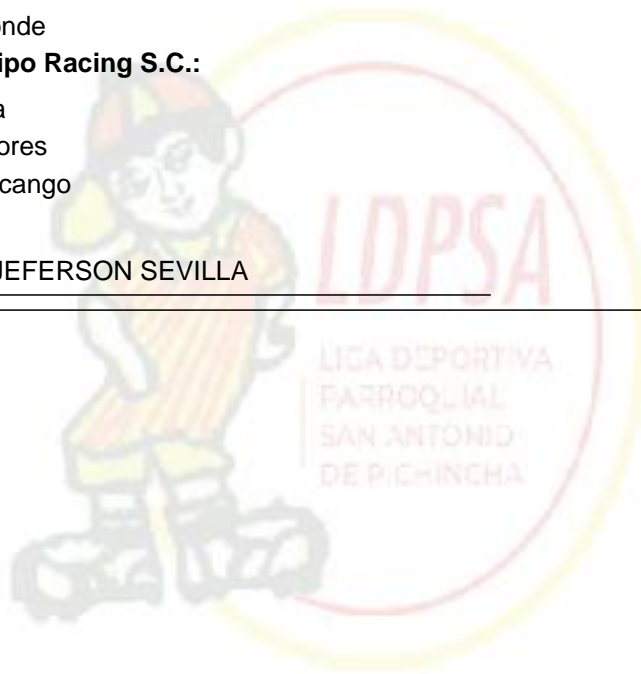 onde
ipo Racing S.C.:
a
ores
cango
JEFERSON SEVILLA
LDPSA
LIGA DEPORTIVA
PARROQUIAL
SAN ANTONIO
DE PICHINCHA